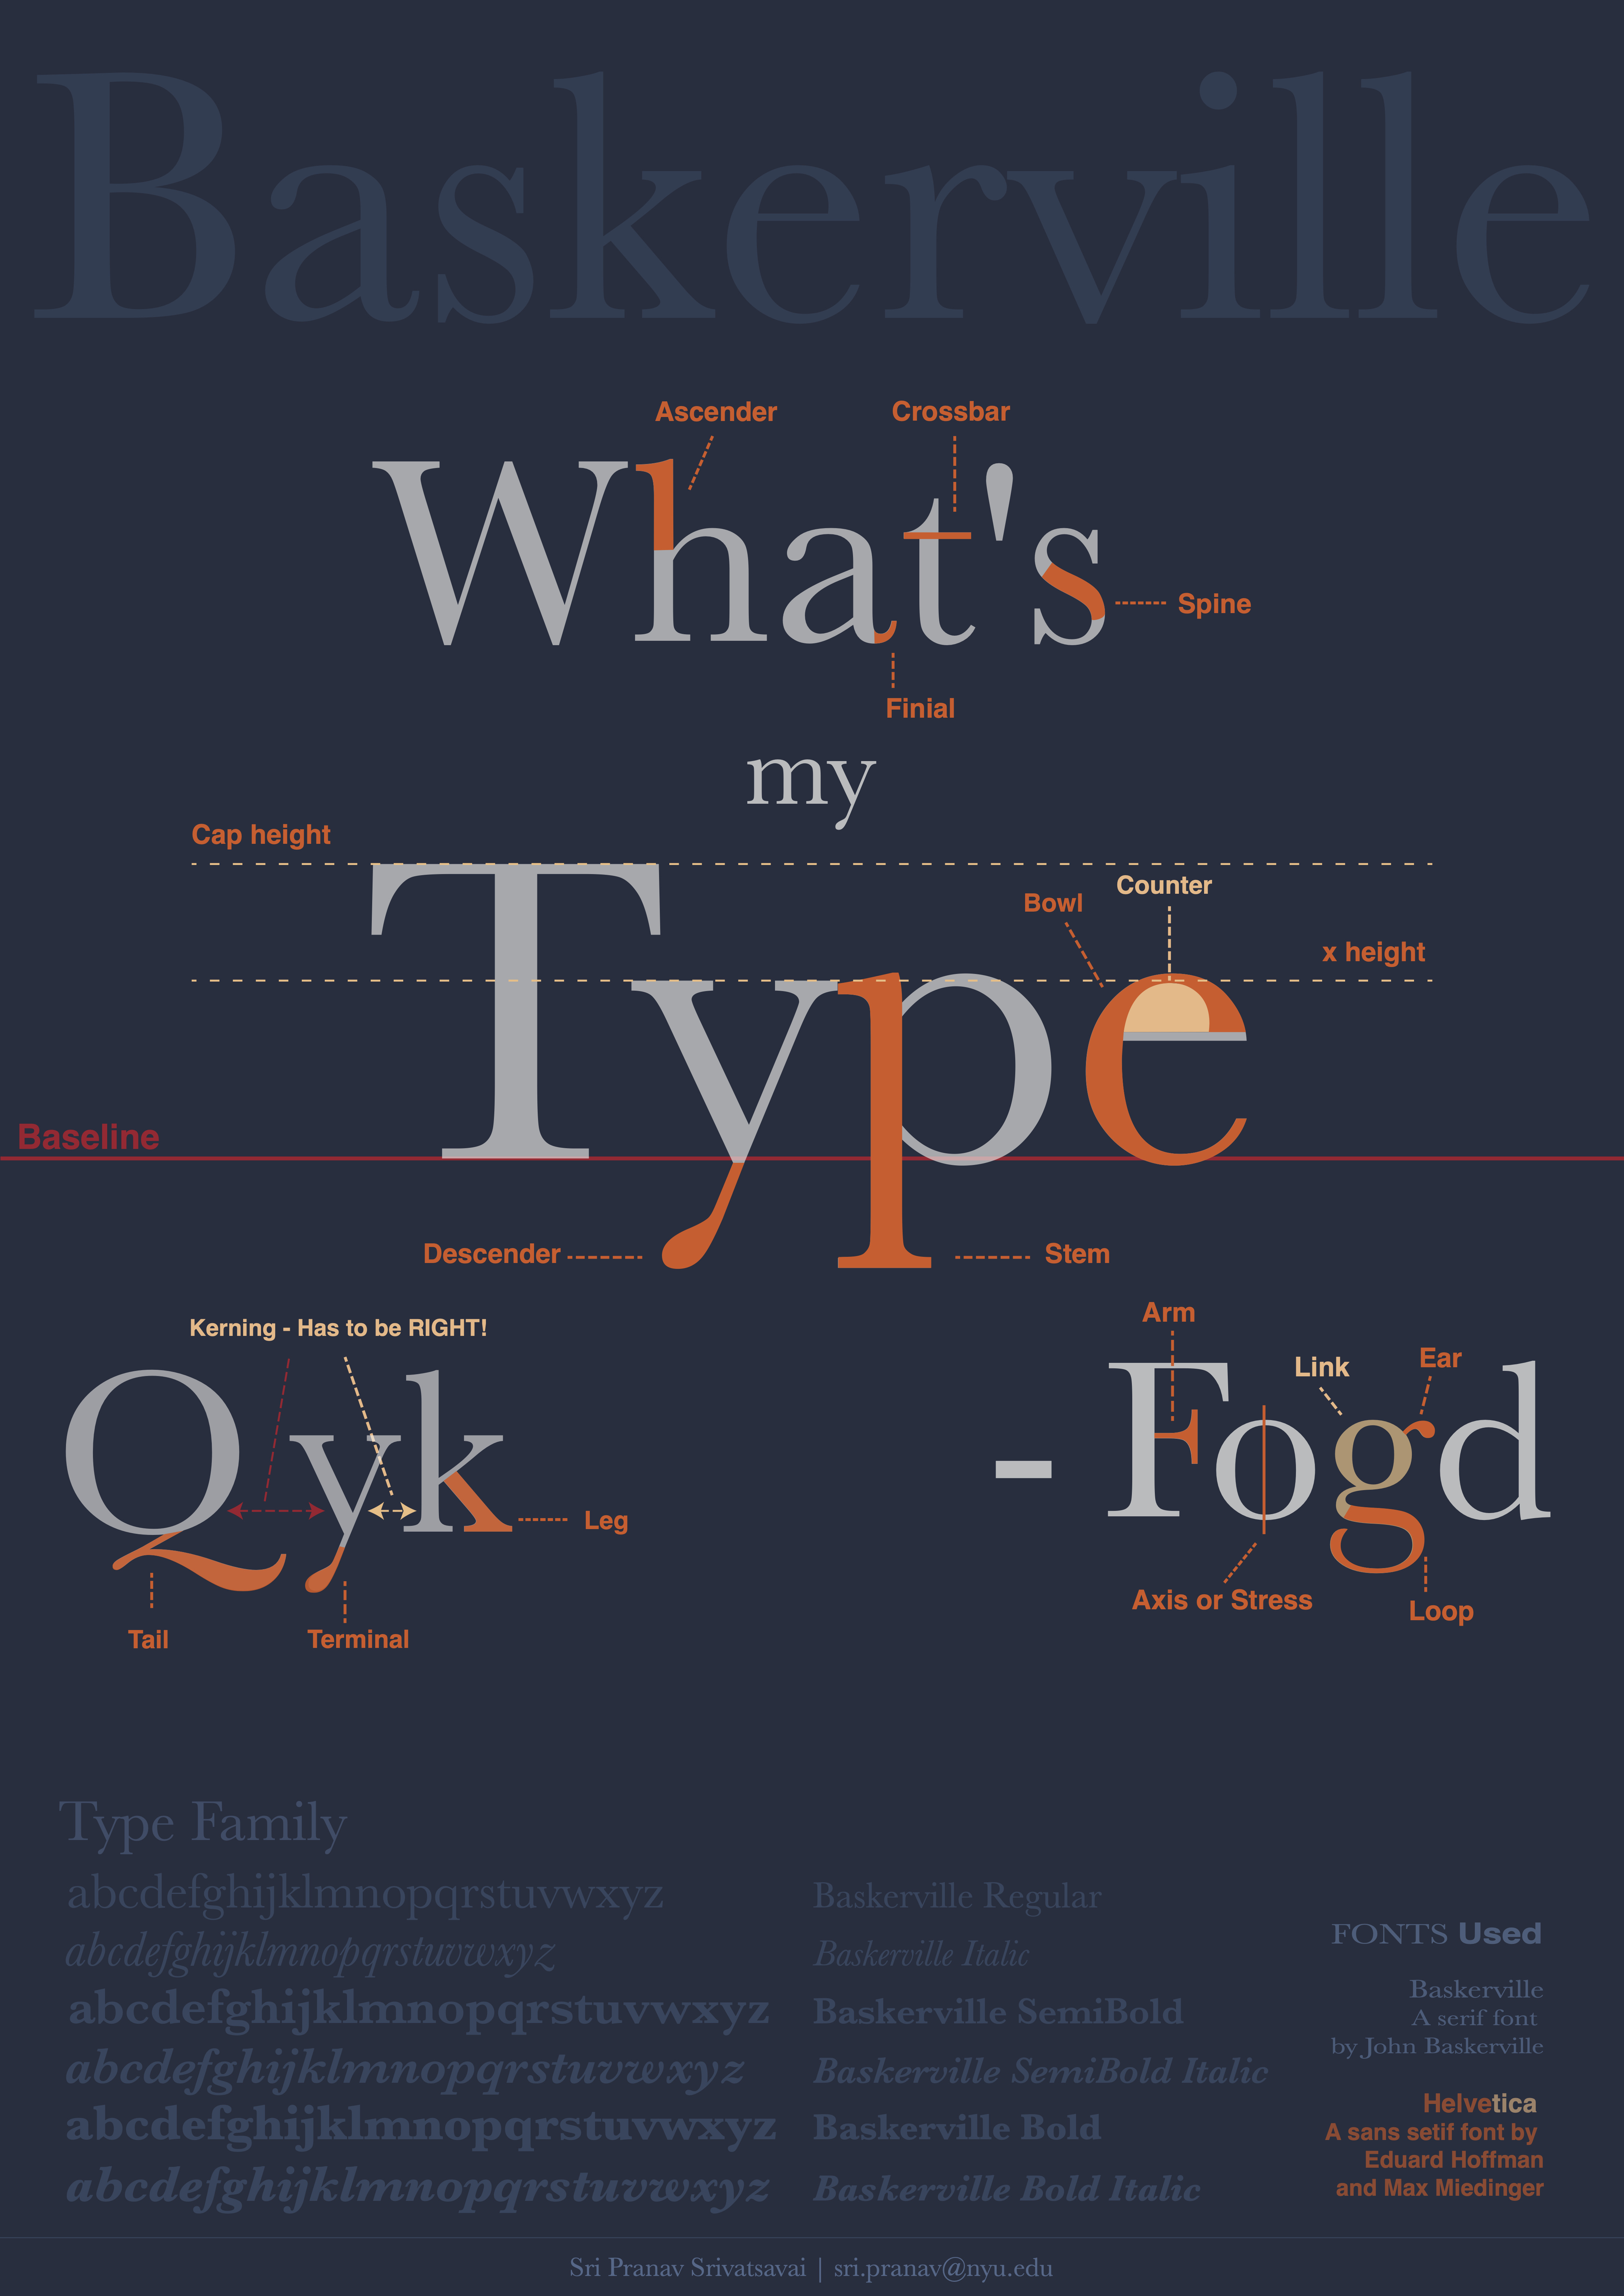 Baskerville
Ascender
Crossbar
What's
Spine
Finial
my
Cap height
Counter
Bowl
x height
Type
Baseline
Descender
Stem
Kerning - Has to be RIGHT!
Qyk
Leg
Tail
Terminal
Arm
Link
Ear
- Fogd
Axis or Stress
Loop
Type Family
abcdefghijklmnopqrstuvwxyz
Baskerville Regular
abcdefghijklmnopqrstuvwxyz
Baskerville Italic
abcdefghijklmnopqrstuvwxyz
Baskerville SemiBold
abcdefghijklmnopqrstuvwxyz
Baskerville SemiBold Italic
abcdefghijklmnopqrstuvwxyz
Baskerville Bold
abcdefghijklmnopqrstuvwxyz
Baskerville Bold Italic
FONTS Used
Baskerville
A serif font
by John Baskerville
Helvetica
A sans setif font by
Eduard Hoffman
and Max Miedinger
Sri Pranav Srivatsavai | sri.pranav@nyu.edu